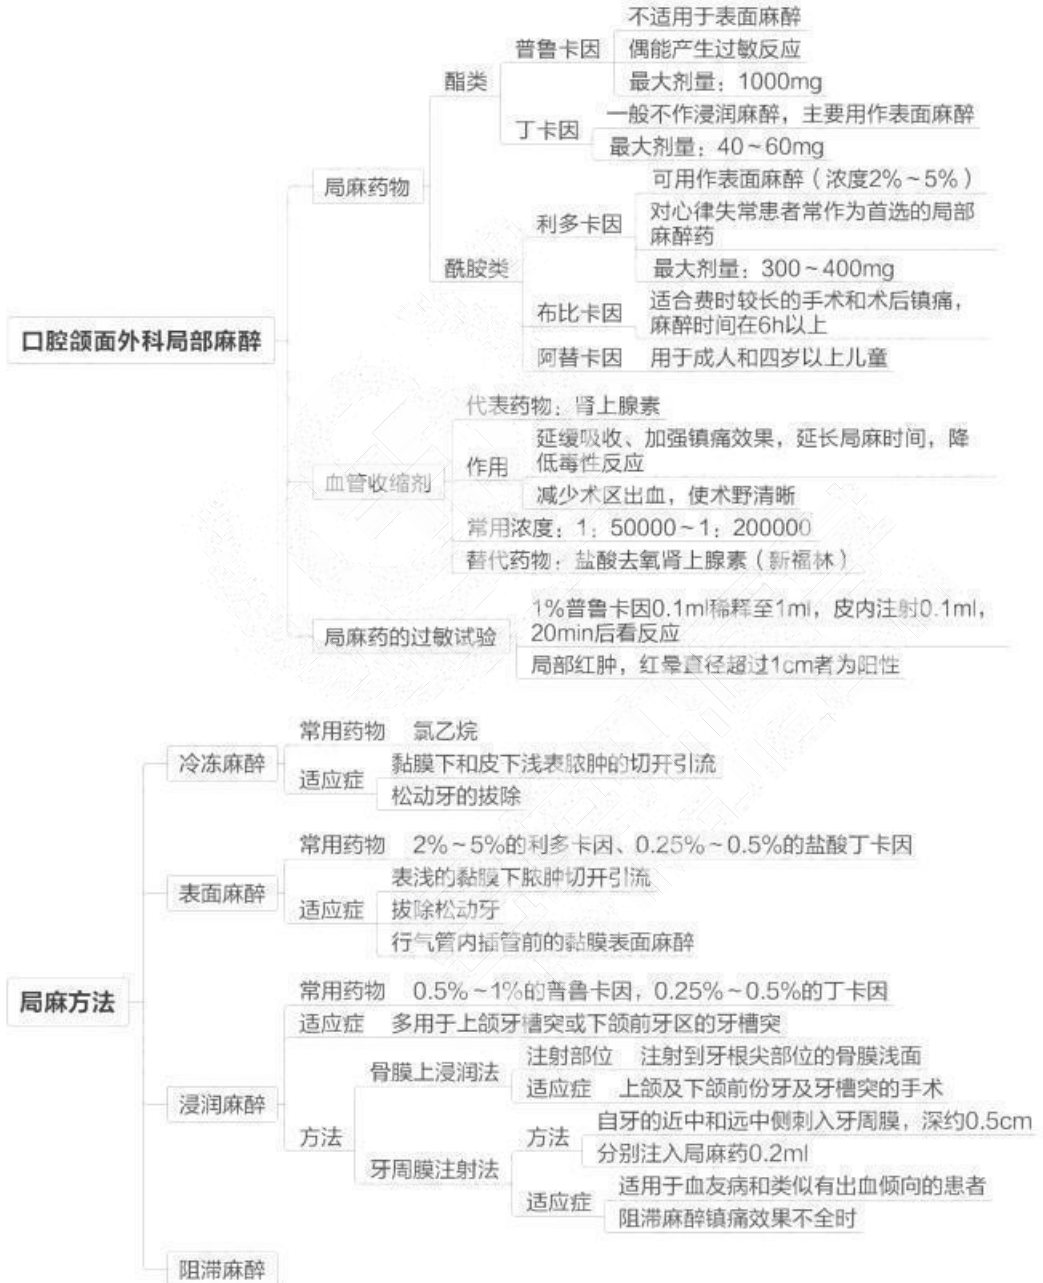 不适用于表面麻醉
普鲁卡因
偶能产生过敏反应
酯类
最大剂量：1000mg
一般不作浸润麻醉，主要用作表面麻醉
丁卡因
最大剂量：40～60mg
局麻药物
可用作表面麻醉（浓度2%～5%）
利多卡因
对心律失常患者常作为首选的局部
麻醉药
酰胺类
最大剂量：300～400mg
布比卡因
适合费时较长的手术和术后镇痛，
麻醉时间在6h以上
口腔颌面外科局部麻醉
阿替卡因
用于成人和四岁以上儿童
代表药物：肾上腺素
延缓吸收、加强镇痛效果，延长局麻时间，降
低毒性反应
作用
血管收缩剂
减少术区出血，使术野清晰
常用浓度：1：50000～1：200000
替代药物：盐酸去氧肾上腺素（新福林）
1%普鲁卡因0.1ml稀释至1ml，皮内注射0.1ml，
20min后看反应
局麻药的过敏试验
局部红肿，红晕直径超过1cm者为阳性
常用药物 氯乙烷
冷冻麻醉
黏膜下和皮下浅表脓肿的切开引流
适应症
松动牙的拔除
常用药物 2%～5%的利多卡因、0.25%～0.5%的盐酸丁卡因
表浅的黏膜下脓肿切开引流
表面麻醉
适应症
拔除松动牙
行气管内插管前的黏膜表面麻醉
局麻方法
常用药物 0.5%～1%的普鲁卡因，0.25%～0.5%的丁卡因
适应症 多用于上颌牙槽突或下颌前牙区的牙槽突
注射部位 注射到牙根尖部位的骨膜浅面
骨膜上浸润法
适应症 上颌及下颌前份牙及牙槽突的手术
浸润麻醉
方法
自牙的近中和远中侧刺入牙周膜，深约0.5cm
方法
分别注入局麻药0.2ml
牙周膜注射法
适用于血友病和类似有出血倾向的患者
适应症
阻滞麻醉镇痛效果不全时
阻滞麻醉